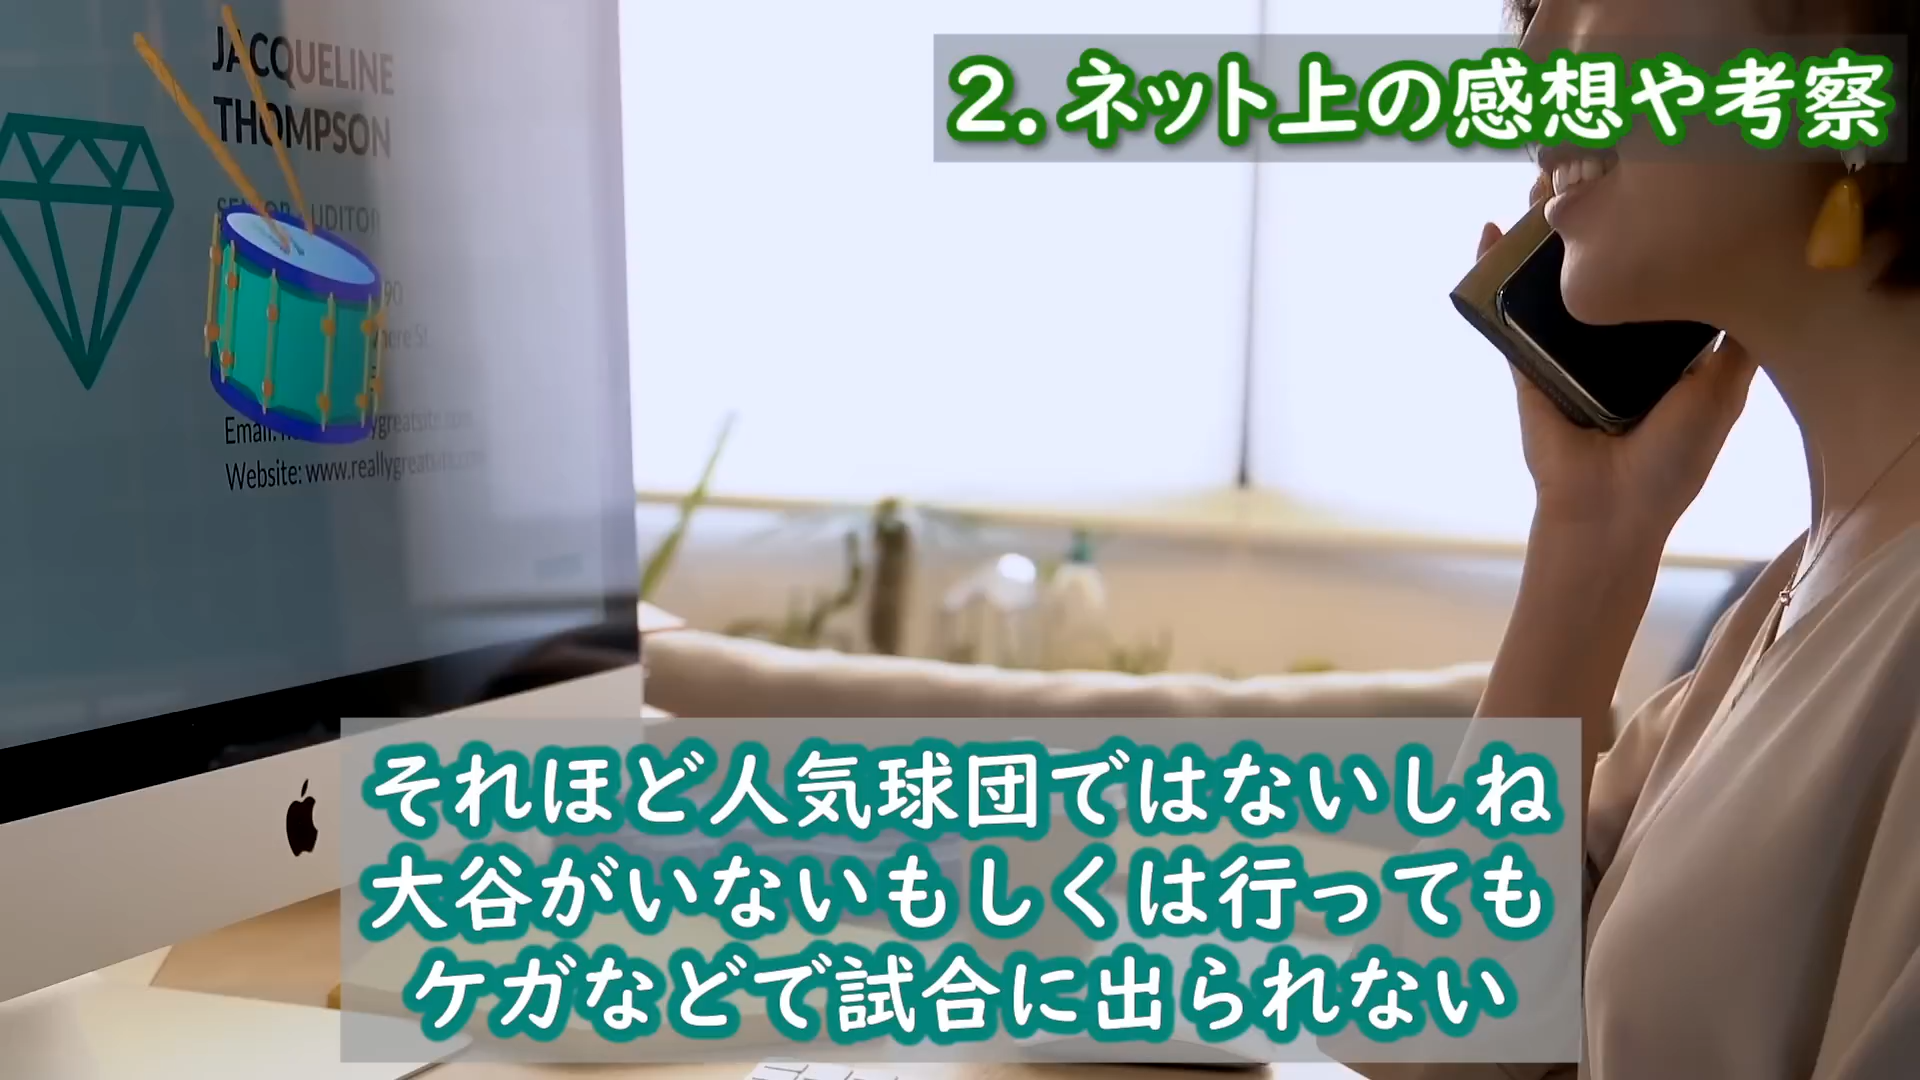 2.ネット上の感想や考察
JACQUELINE
THOMPSON
Email:
Website: www.reallygreatsite.com
それほど人気球団ではないしね
大谷がいないもしくは行っても
ケガなどで試合に出られない